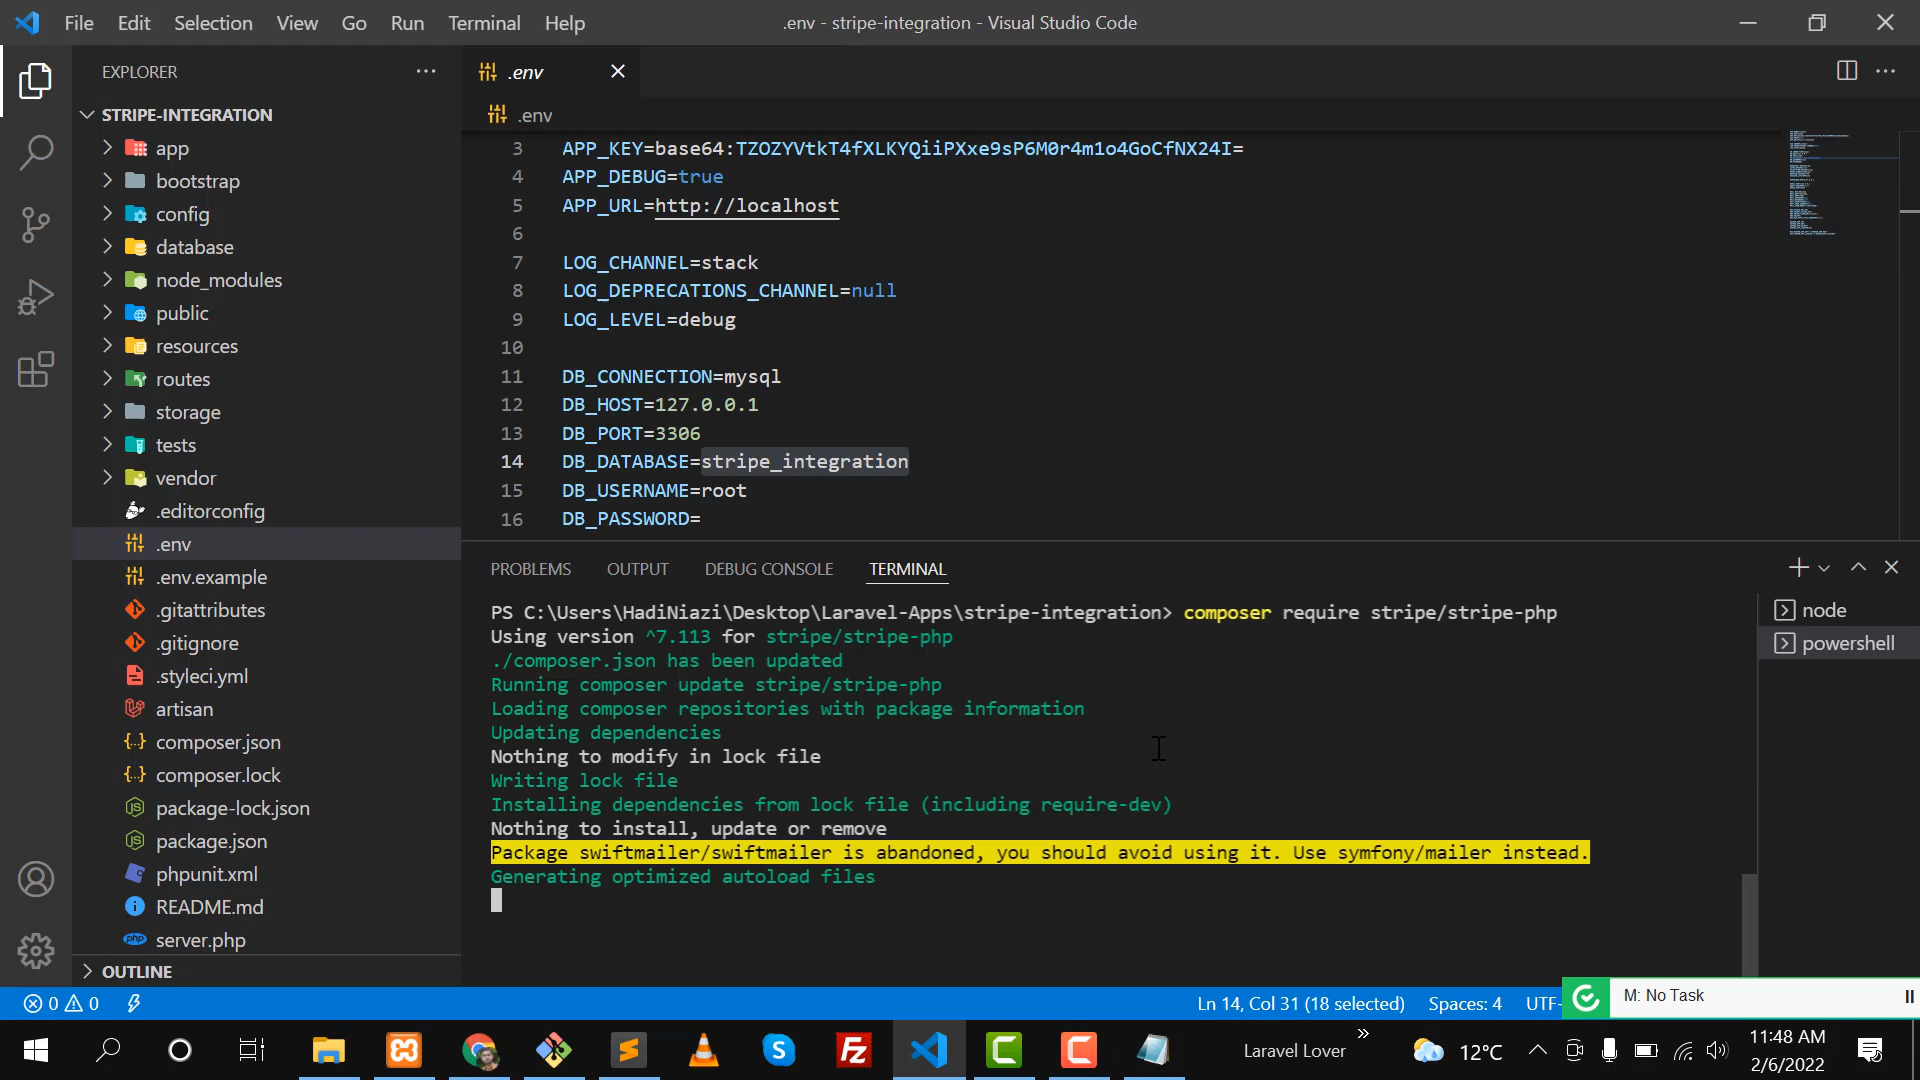 File Edit Selection View Go Run Terminal Help
.env - stripe-integration - Visual Studio Code
EXPLORER
STRIPE-INTEGRATION
app
bootstrap
config
database
node_modules
public
resources
routes
storage
tests
vendor
.editorconfig
.env
.env.example
.gitattributes
.gitignore
.styleci.yml
artisan
composer.json
composer.lock
package-lock.json
package.json
phpunit.xml
README.md
server.php
OUTLINE
.env
.env
3 APP_KEY=base64:TZOZYVtkT4fXLKYQiiPXxe9sP6M0r4m1o4GoCfNX24I=
4 APP_DEBUG=true
5 APP_URL=http://localhost
6
7 LOG_CHANNEL=stack
8 LOG_DEPRECATIONS_CHANNEL=null
9 LOG_LEVEL=debug
10
11 DB_CONNECTION=mysql
12 DB_HOST=127.0.0.1
13 DB_PORT=3306
14 DB_DATABASE=stripe_integration
15 DB_USERNAME=root
16 DB_PASSWORD=
PROBLEMS OUTPUT DEBUG CONSOLE TERMINAL
PS C:\Users\HadiNiazi\Desktop\Laravel-Apps\stripe-integration> composer require stripe/stripe-php
Using version ^7.113 for stripe/stripe-php
./composer.json has been updated
Running composer update stripe/stripe-php
Loading composer repositories with package information
Updating dependencies
Nothing to modify in lock file
Writing lock file
Installing dependencies from lock file (including require-dev)
Nothing to install, update or remove
Package swiftmailer/swiftmailer is abandoned, you should avoid using it. Use symfony/mailer instead.
Generating optimized autoload files
node
powershell
0 0
Ln 14, Col 31 (18 selected) Spaces: 4 UTF-
M: No Task
Laravel Lover
12°C
11:48 AM
2/6/2022